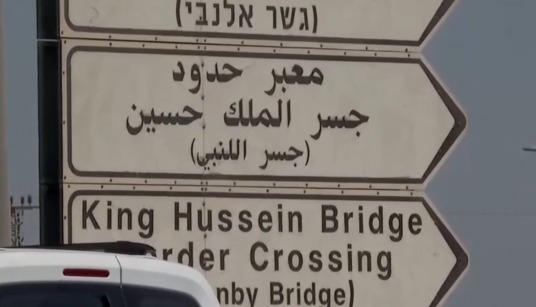 (גשר אלנבי)
معبر حدود
جسر الملك حسين
(جسر اللنبي)
King Hussein Bridge
Crossing
Bridge)